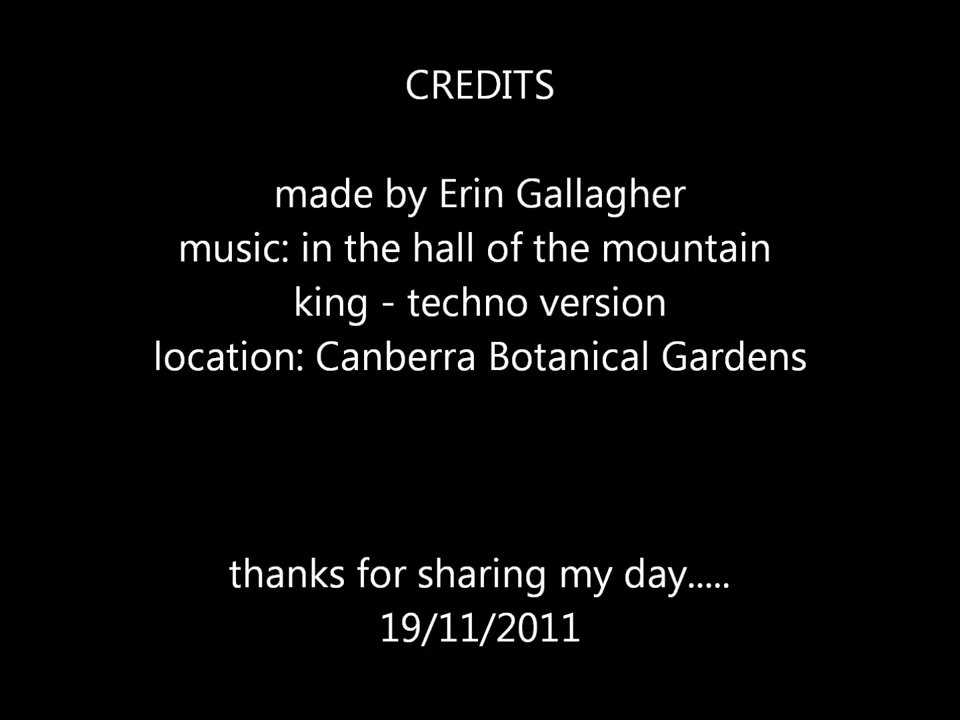 CREDITS
made by Erin Gallagher
music: in the hall of the mountain
king - techno version
location: Canberra Botanical Gardens
thanks for sharing my day.....
19/11/2011